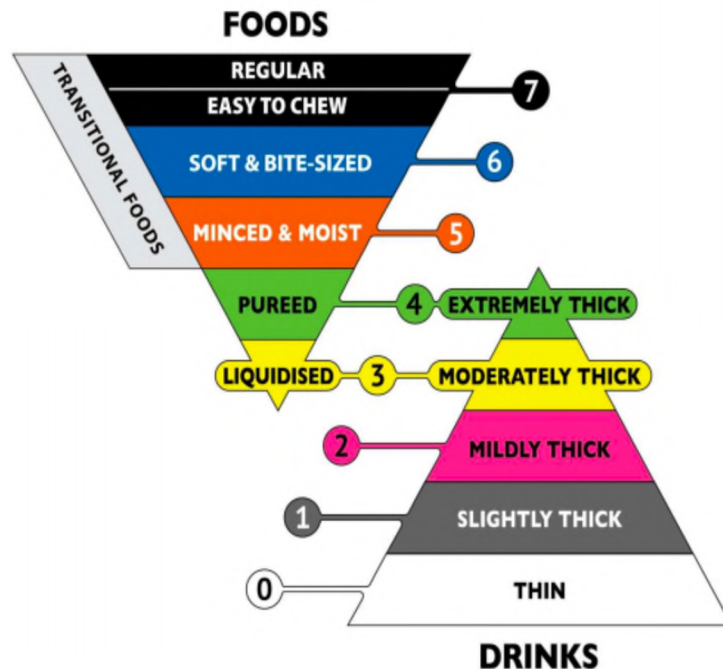 FOODS
TRANSITIONAL FOODS
REGULAR
EASY TO CHEW
7
SOFT & BITE-SIZED
6
MINCED & MOIST
5
PUREED
4
EXTREMELY THICK
LIQUIDISED
3
MODERATELY THICK
2
MILDLY THICK
1
SLIGHTLY THICK
0
THIN
DRINKS